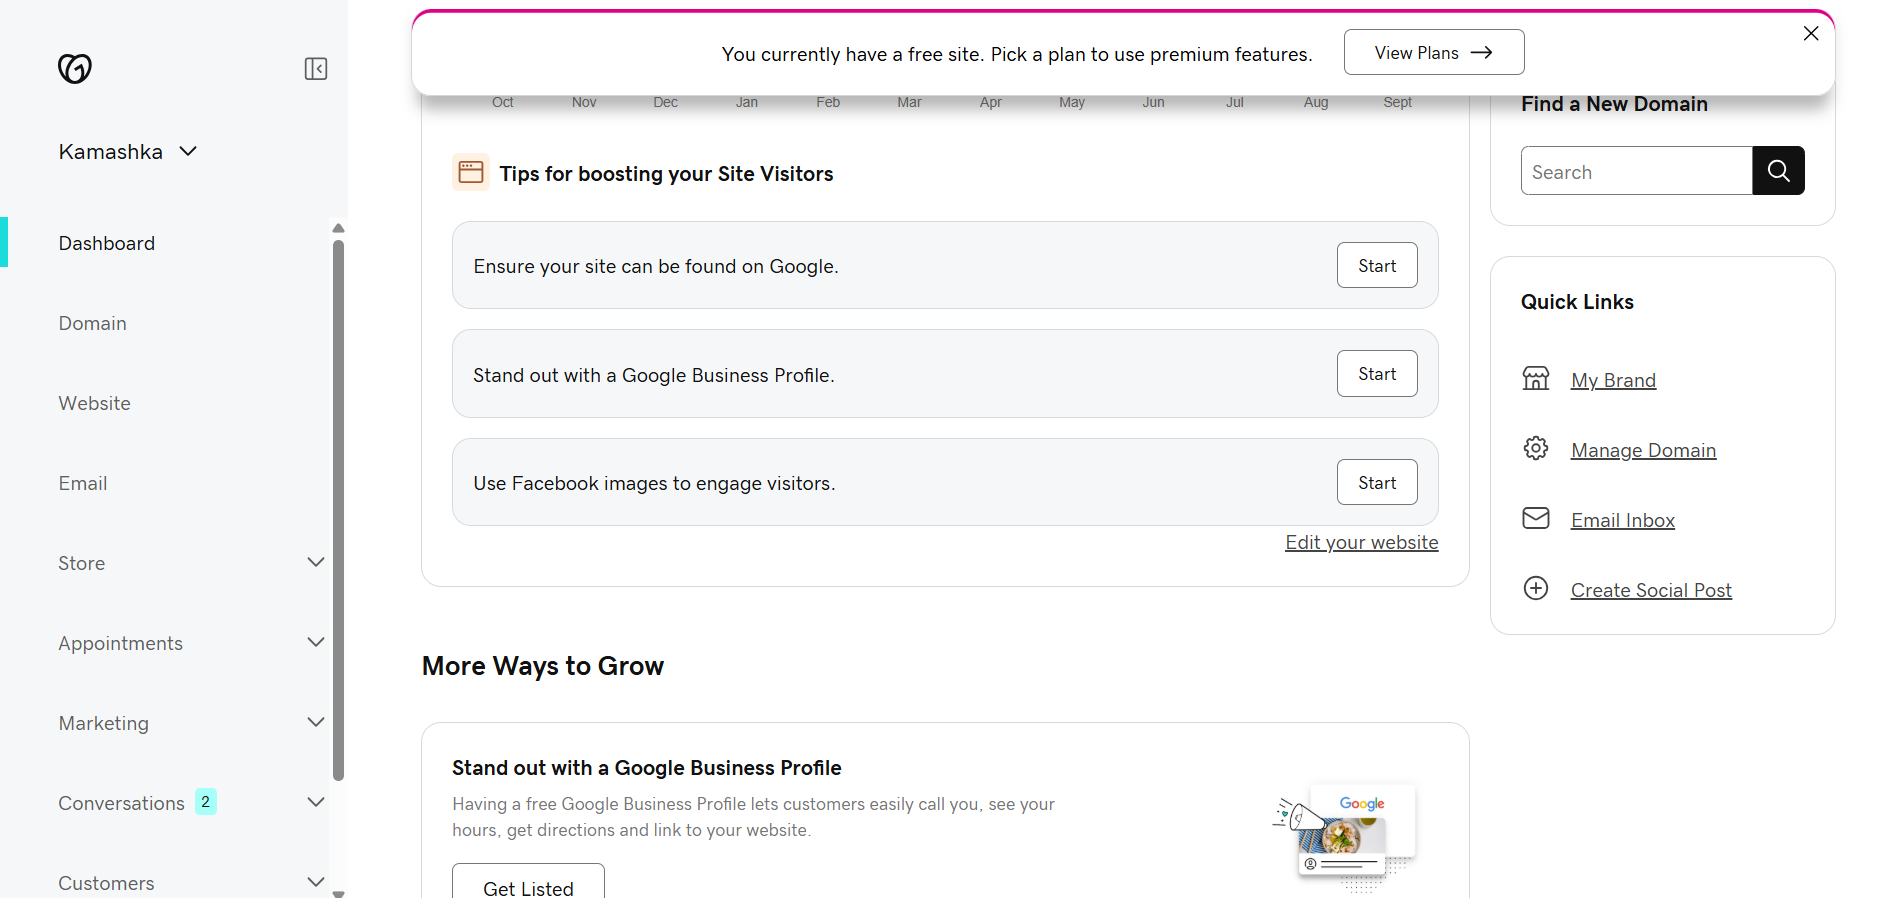 You currently have a free site. Pick a plan to use premium features.
View Plans
Kamashka
Dashboard
Domain
Website
Email
Store
Appointments
Marketing
Conversations 2
Customers
Oct Nov Dec Jan Feb Mar Apr May Jun Jul Aug Sept
Tips for boosting your Site Visitors
Ensure your site can be found on Google.
Start
Stand out with a Google Business Profile.
Start
Use Facebook images to engage visitors.
Start
Edit your website
More Ways to Grow
Stand out with a Google Business Profile
Having a free Google Business Profile lets customers easily call you, see your
hours, get directions and link to your website.
Get Listed
Google
Find a New Domain
Search
Quick Links
My Brand
Manage Domain
Email Inbox
Create Social Post